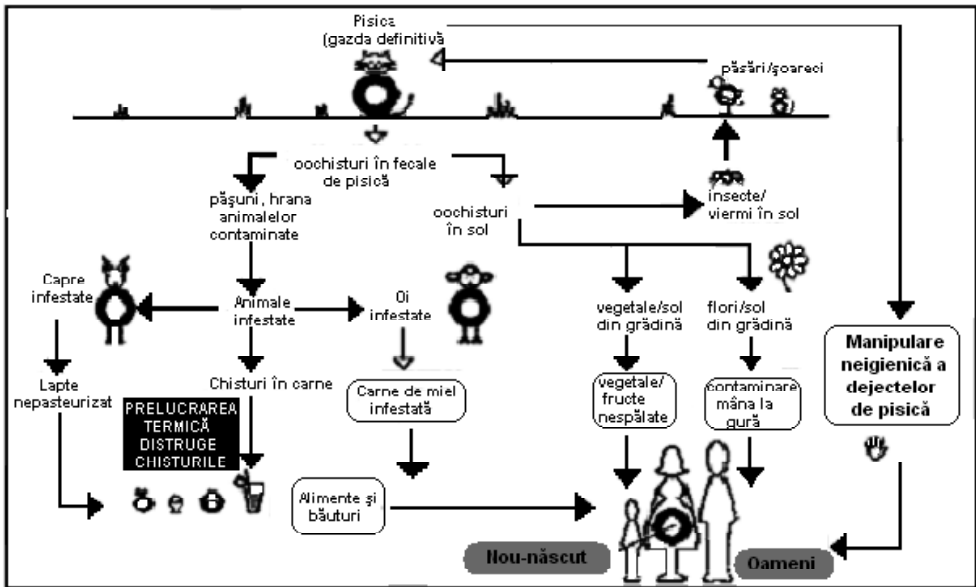 Pisica
(gazda definitivă
păsări/şoareci
oochisturi în fecale
de pisică
păşuni, hrana
animalelor
contaminate
oochisturi
în sol
insecte/
viermi în sol
Capre
infestate
Animale
infestate
Oi
infestate
vegetale/sol
din grădină
flori/sol
din grădină
Manipulare
neigienică a
dejectelor
de pisică
Lapte
nepasteurizat
Chisturi în carne
Carne de miel
infestată
vegetale/
fructe
nespălate
contaminare
mâna la
gură
PRELUCRAREA
TERMICĂ
DISTRUGE
CHISTURILE
Alimente şi
băuturi
Nou-născut
Oameni